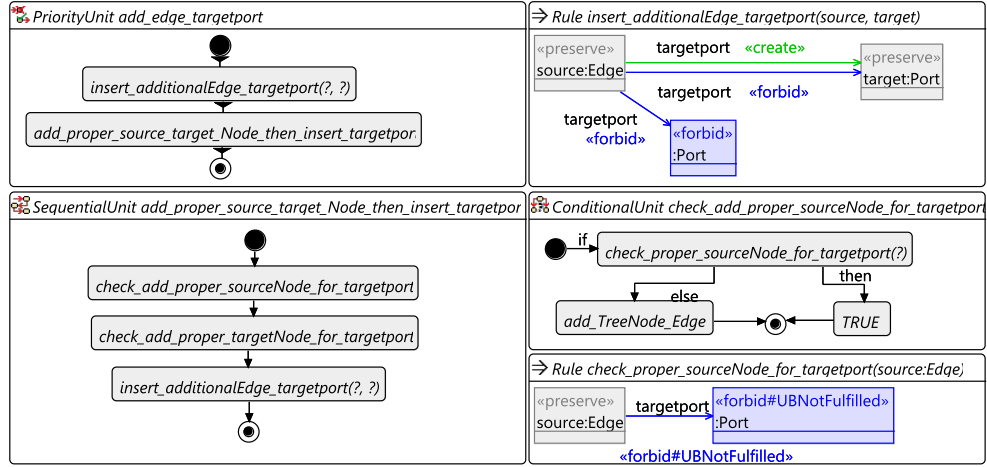 PriorityUnit add_edge_targetport
insert_additionalEdge_targetport(?, ?)
add_proper_source_target_Node_then_insert_targetport
Rule insert_additionalEdge_targetport(source, target)
«preserve»
source:Edge
targetport «create»
targetport «forbid»
«preserve»
target:Port
targetport
«forbid»
«forbid»
:Port
SequentialUnit add_proper_source_target_Node_then_insert_targetpor
check_add_proper_sourceNode_for_targetport
check_add_proper_targetNode_for_targetport
insert_additionalEdge_targetport(?, ?)
ConditionalUnit check_add_proper_sourceNode_for_targetport
if
check_proper_sourceNode_for_targetport(?)
then
else
add_TreeNode_Edge
TRUE
Rule check_proper_sourceNode_for_targetport(source:Edge)
«preserve»
source:Edge
targetport
«forbid#UBNotFulfilled»
:Port
«forbid#UBNotFulfilled»